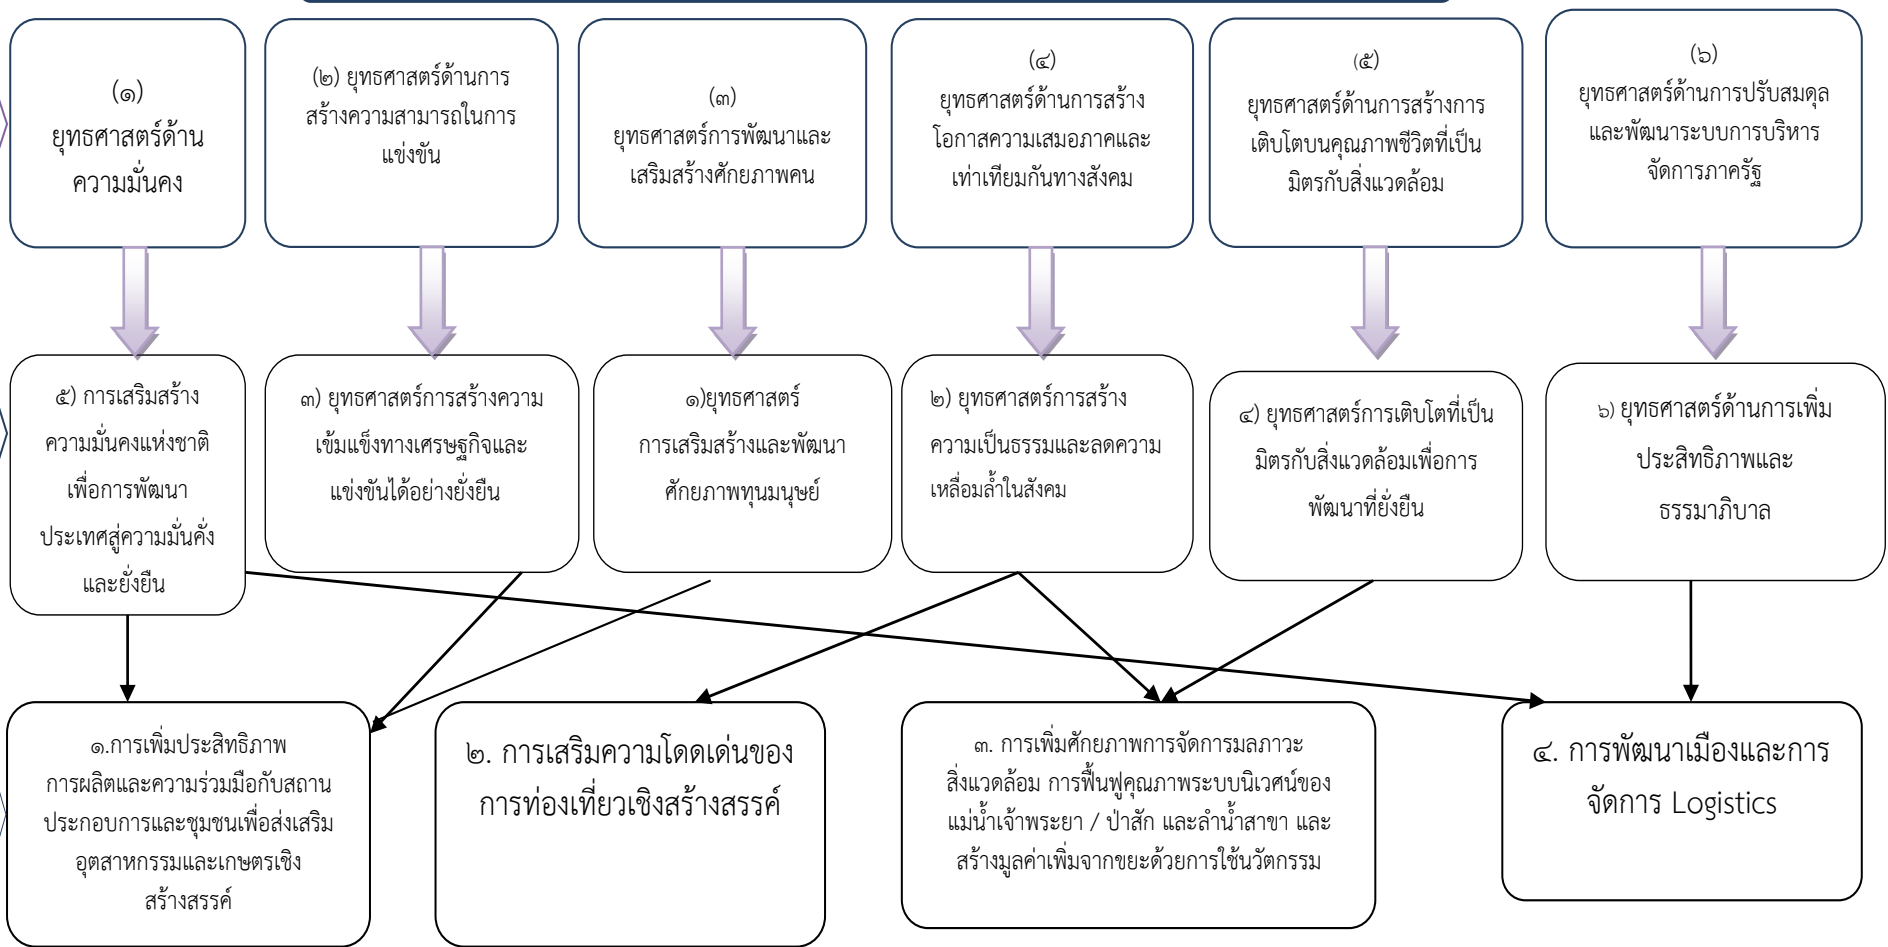 (๑)
ยุทธศาสตร์ด้าน
ความมั่นคง
(๒) ยุทธศาสตร์ด้านการ
สร้างความสามารถในการ
แข่งขัน
(๓)
ยุทธศาสตร์การพัฒนาและ
เสริมสร้างศักยภาพคน
(๔)
ยุทธศาสตร์ด้านการสร้าง
โอกาสความเสมอภาคและ
เท่าเทียมกันทางสังคม
(๕)
ยุทธศาสตร์ด้านการสร้างการ
เติบโตบนคุณภาพชีวิตที่เป็น
มิตรกับสิ่งแวดล้อม
(๖)
ยุทธศาสตร์ด้านการปรับสมดุล
และพัฒนาระบบการบริหาร
จัดการภาครัฐ
๕) การเสริมสร้าง
ความมั่นคงแห่งชาติ
เพื่อการพัฒนา
ประเทศสู่ความมั่นคั่ง
และยั่งยืน
๓) ยุทธศาสตร์การสร้างความ
เข้มแข็งทางเศรษฐกิจและ
แข่งขันได้อย่างยั่งยืน
๑)ยุทธศาสตร์
การเสริมสร้างและพัฒนา
ศักยภาพทุนมนุษย์
๒) ยุทธศาสตร์การสร้าง
ความเป็นธรรมและลดความ
เหลื่อมล้ำในสังคม
๔) ยุทธศาสตร์การเติบโตที่เป็น
มิตรกับสิ่งแวดล้อมเพื่อการ
พัฒนาที่ยั่งยืน
๖) ยุทธศาสตร์ด้านการเพิ่ม
ประสิทธิภาพและ
ธรรมาภิบาล
๑.การเพิ่มประสิทธิภาพ
การผลิตและความร่วมมือกับสถาน
ประกอบการและชุมชนเพื่อส่งเสริม
อุตสาหกรรมและเกษตรเชิง
สร้างสรรค์
๒. การเสริมความโดดเด่นของ
การท่องเที่ยวเชิงสร้างสรรค์
๓. การเพิ่มศักยภาพการจัดการมลภาวะ
สิ่งแวดล้อม การฟื้นฟูคุณภาพระบบนิเวศน์ของ
แม่น้ำเจ้าพระยา / ป่าสัก และลำน้ำสาขา และ
สร้างมูลค่าเพิ่มจากขยะด้วยการใช้นวัตกรรม
๔. การพัฒนาเมืองและการ
จัดการ Logistics